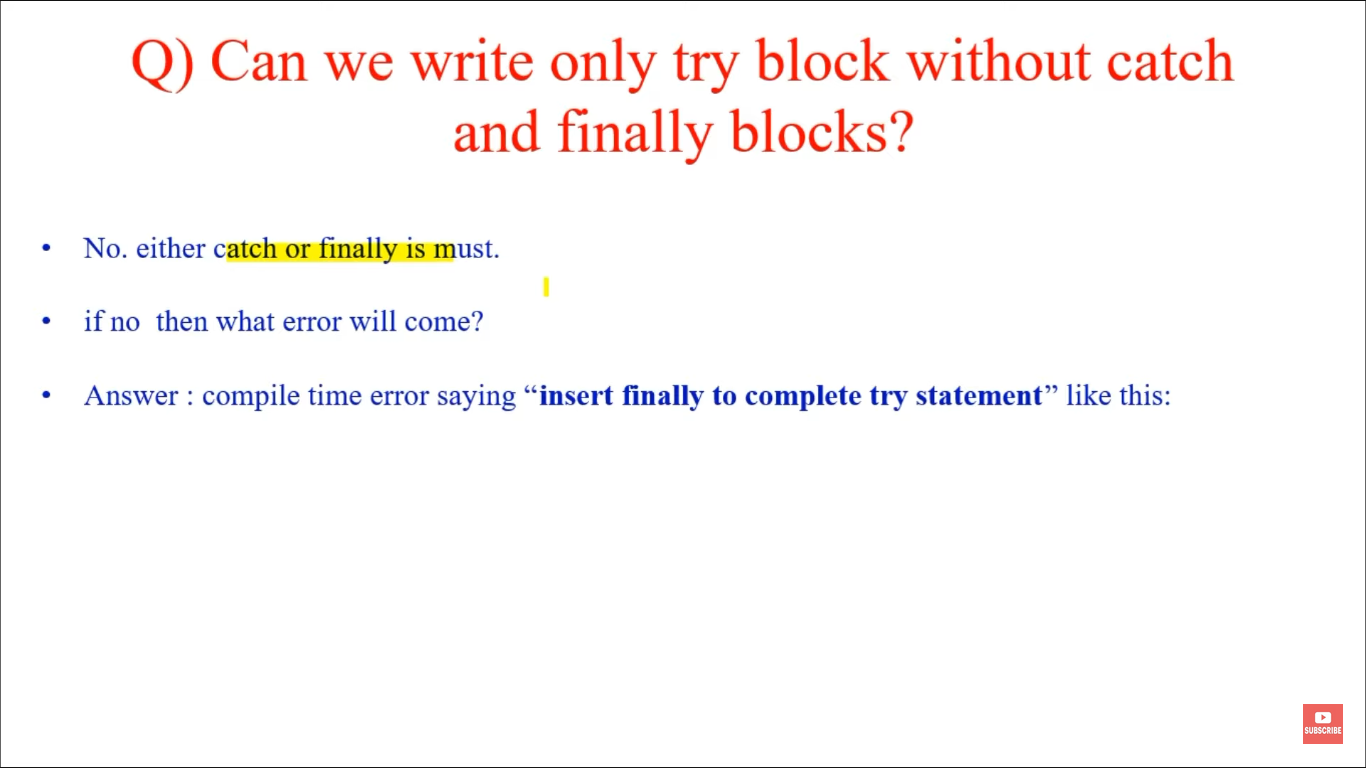 Q) Can we write only try block without catch
and finally blocks?
• No. either catch or finally is must.
• if no  then what error will come?
• Answer : compile time error saying “insert finally to complete try statement” like this:
SUBSCRIBE